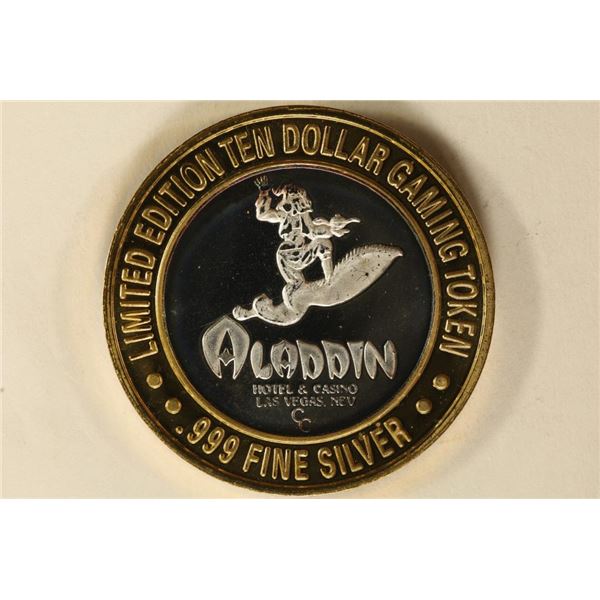 LIMITED EDITION TEN DOLLAR GAMING TOKEN
ALADDIN
HOTEL & CASINO
LAS VEGAS, NEV
CC
.999 FINE SILVER